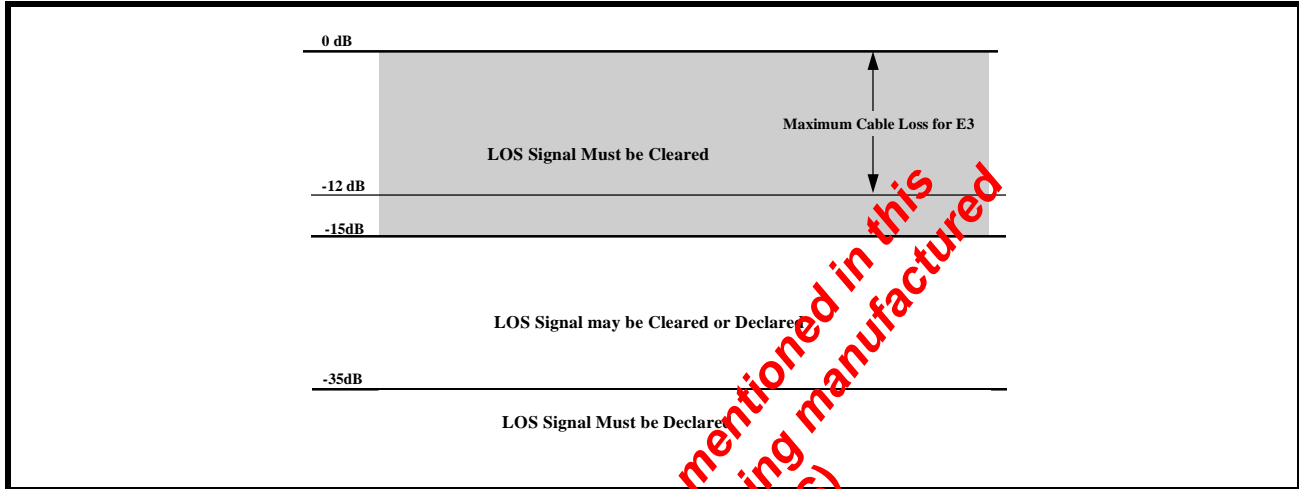 0 dB
Maximum Cable Loss for E3
LOS Signal Must be Cleared
-12 dB
-15dB
LOS Signal may be Cleared or Declared
-35dB
LOS Signal Must be Declared
mentioned in this
ing manufactured